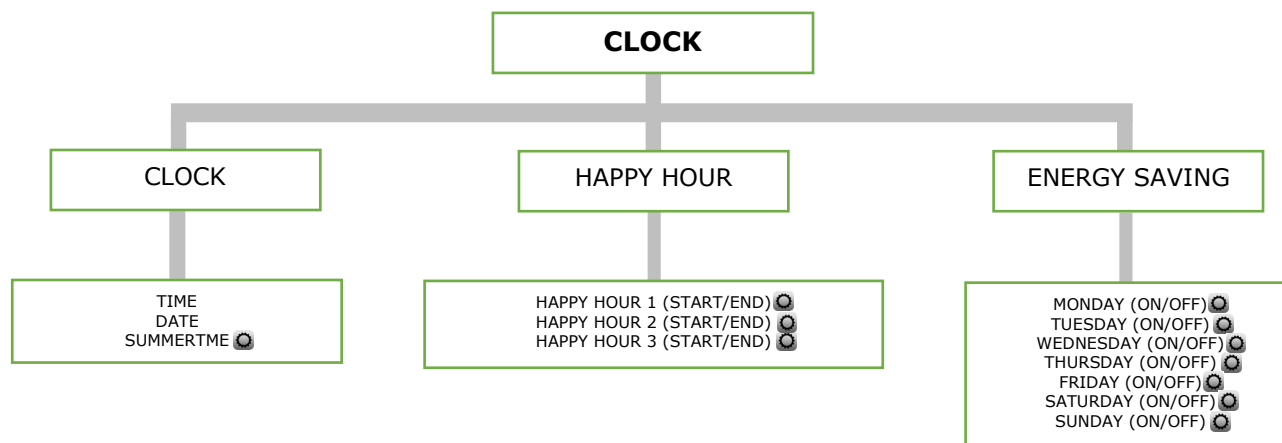 CLOCK
CLOCK
HAPPY HOUR
ENERGY SAVING
TIME
DATE
SUMMERTME
HAPPY HOUR 1 (START/END)
HAPPY HOUR 2 (START/END)
HAPPY HOUR 3 (START/END)
MONDAY (ON/OFF)
TUESDAY (ON/OFF)
WEDNESDAY (ON/OFF)
THURSDAY (ON/OFF)
FRIDAY (ON/OFF)
SATURDAY (ON/OFF)
SUNDAY (ON/OFF)